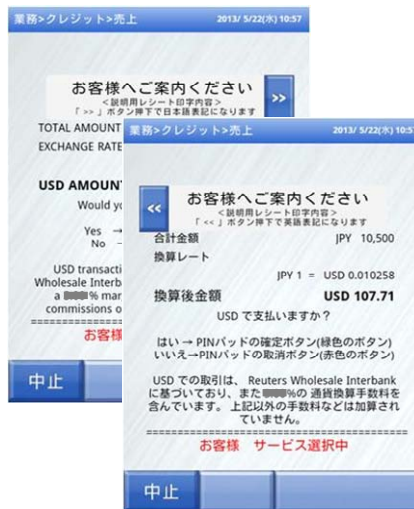 業務>クレジット>売上 2013/ 5/22(水) 10:57
お客様へご案内ください
<説明用レシート印字内容>
「 >> 」ボタン押下で日本語表記になります
>>
TOTAL AMOUNT
EXCHANGE RATE
USD AMOUN
Would yo
Yes →
No
USD transacti
Wholesale Interban
a % mar
commissions o
お客様
中止
業務>クレジット>売上 2013/ 5/22(水) 10:57
<<
お客様へご案内ください
<説明用レシート印字内容>
「 << 」ボタン押下で英語表記になります
合計金額 JPY 10,500
換算レート
JPY 1 = USD 0.010258
換算後金額 USD 107.71
USD で支払いますか？
はい → PINパッドの確定ボタン(緑色のボタン)
いいえ→PINパッドの取消ボタン(赤色のボタン)
USD での取引は、 Reuters Wholesale Interbank
に基づいており、また %の 通貨換算手数料を
含んでいます。 上記以外の手数料などは加算され
ていません。
お客様 サービス選択中
中止